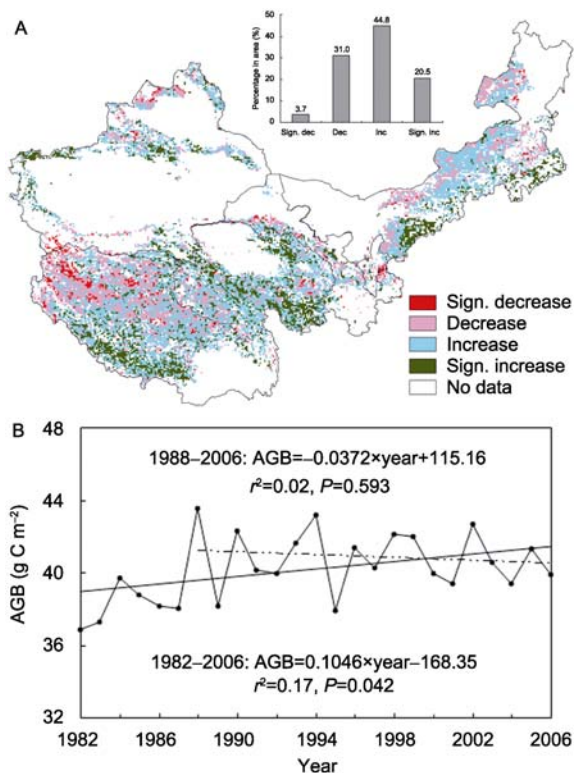 A
Percentage in area (%)
50
40
30
20
10
0
3.7
31.0
44.8
20.5
Sign. dec
Dec
Inc
Sign. inc
Sign. decrease
Decrease
Increase
Sign. increase
No data
B
AGB (g C m⁻²)
48
44
40
36
32
1988–2006: AGB=–0.0372×year+115.16
r²=0.02, P=0.593
1982–2006: AGB=0.1046×year–168.35
r²=0.17, P=0.042
1982 1986 1990 1994 1998 2002 2006
Year